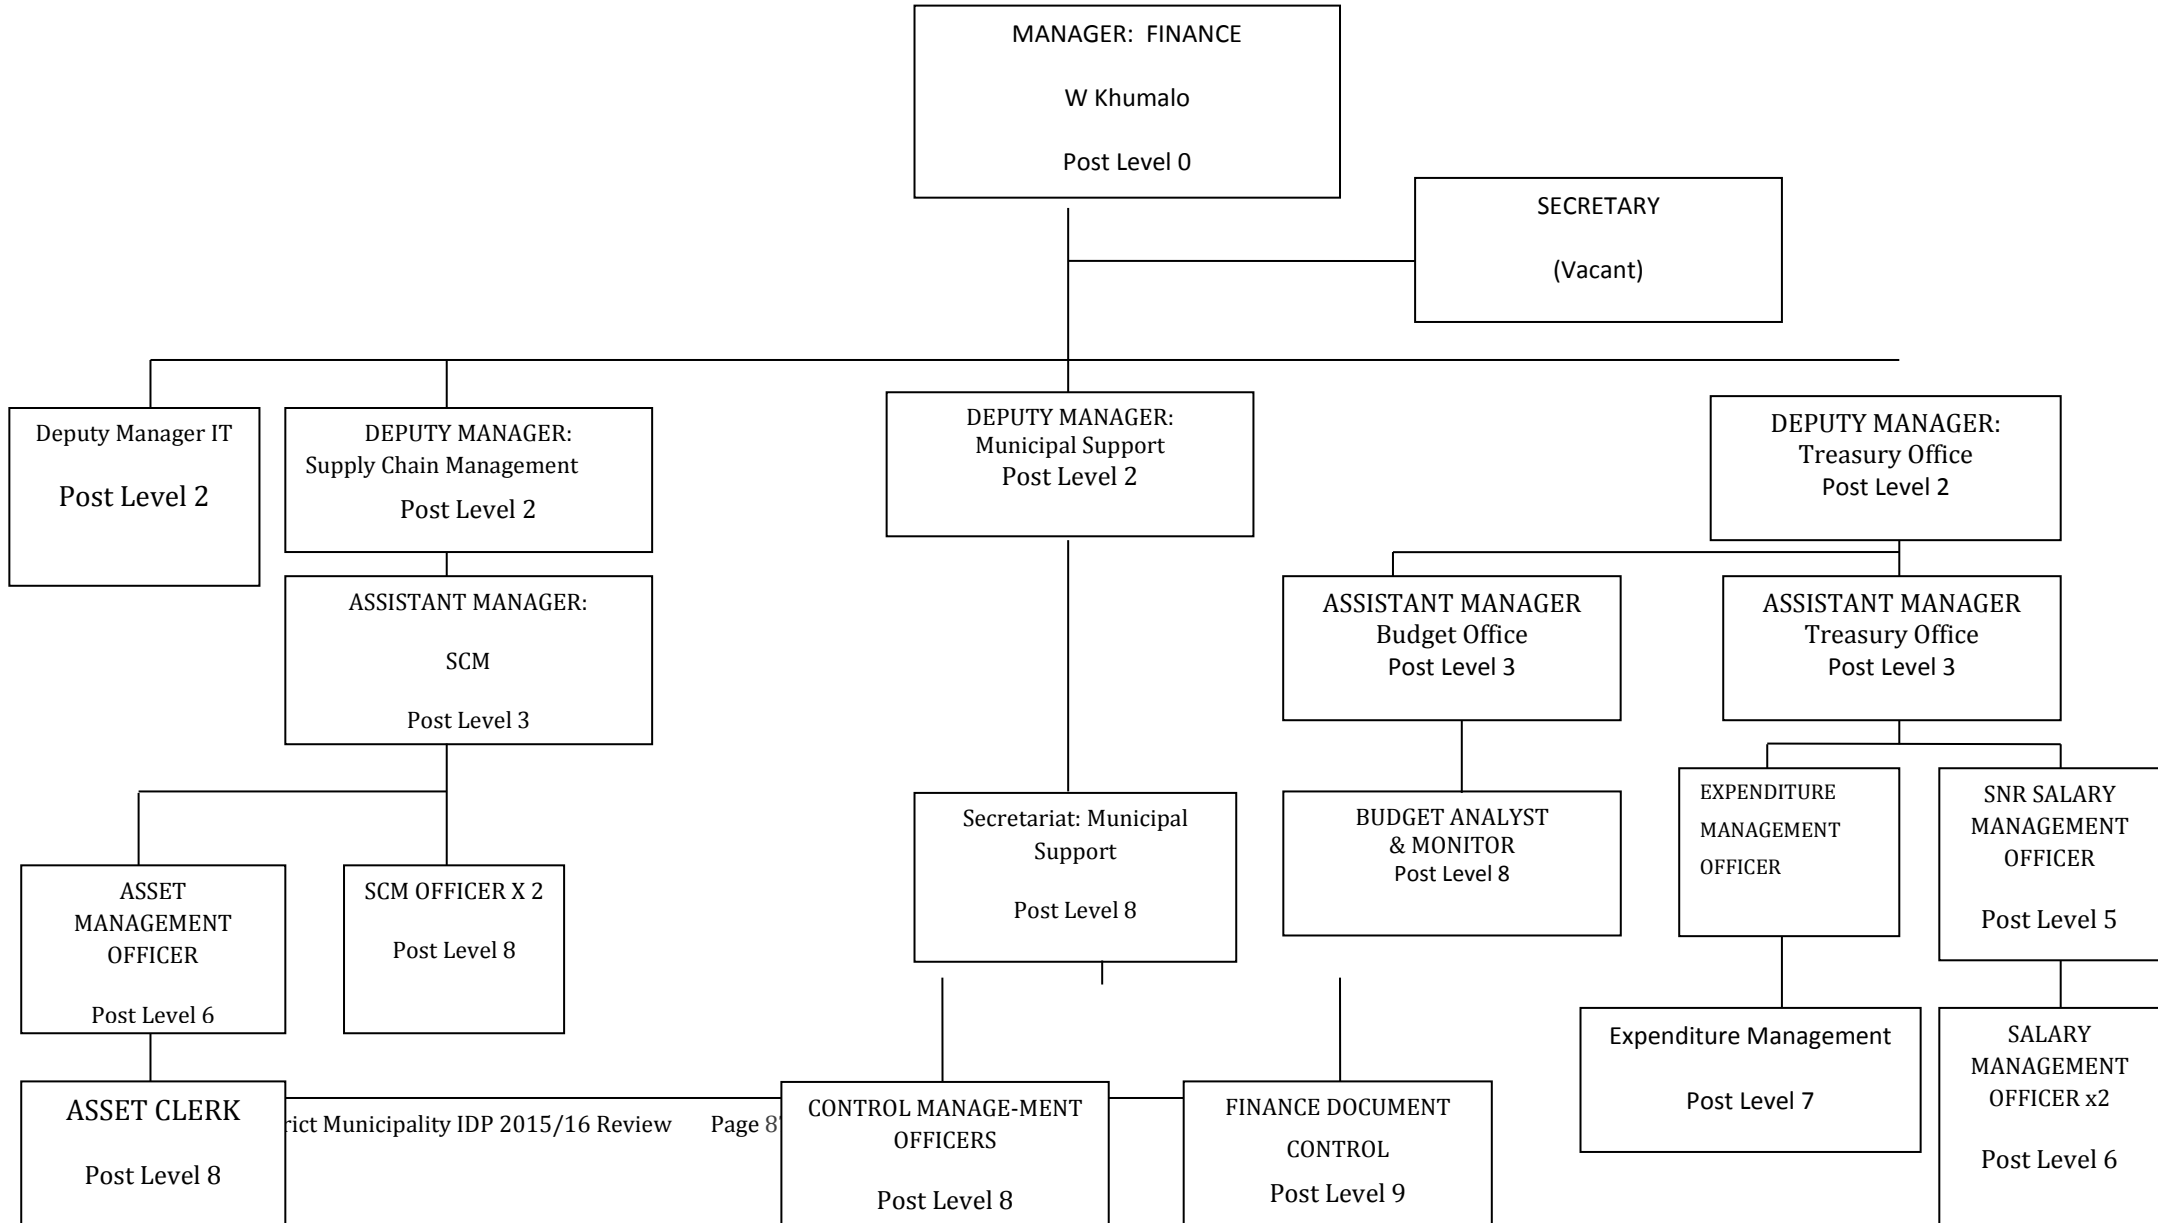 MANAGER: FINANCE
W Khumalo
Post Level 0
SECRETARY
(Vacant)
Deputy Manager IT
Post Level 2
DEPUTY MANAGER:
Supply Chain Management
Post Level 2
DEPUTY MANAGER:
Municipal Support
Post Level 2
DEPUTY MANAGER:
Treasury Office
Post Level 2
ASSISTANT MANAGER:
SCM
Post Level 3
ASSISTANT MANAGER
Budget Office
Post Level 3
ASSISTANT MANAGER
Treasury Office
Post Level 3
ASSET
MANAGEMENT
OFFICER
Post Level 6
SCM OFFICER X 2
Post Level 8
Secretariat: Municipal
Support
Post Level 8
BUDGET ANALYST
& MONITOR
Post Level 8
EXPENDITURE
MANAGEMENT
OFFICER
SNR SALARY
MANAGEMENT
OFFICER
Post Level 5
ASSET CLERK
Post Level 8
rict Municipality IDP 2015/16 Review Page 8
CONTROL MANAGE-MENT
OFFICERS
Post Level 8
FINANCE DOCUMENT
CONTROL
Post Level 9
Expenditure Management
Post Level 7
SALARY
MANAGEMENT
OFFICER x2
Post Level 6